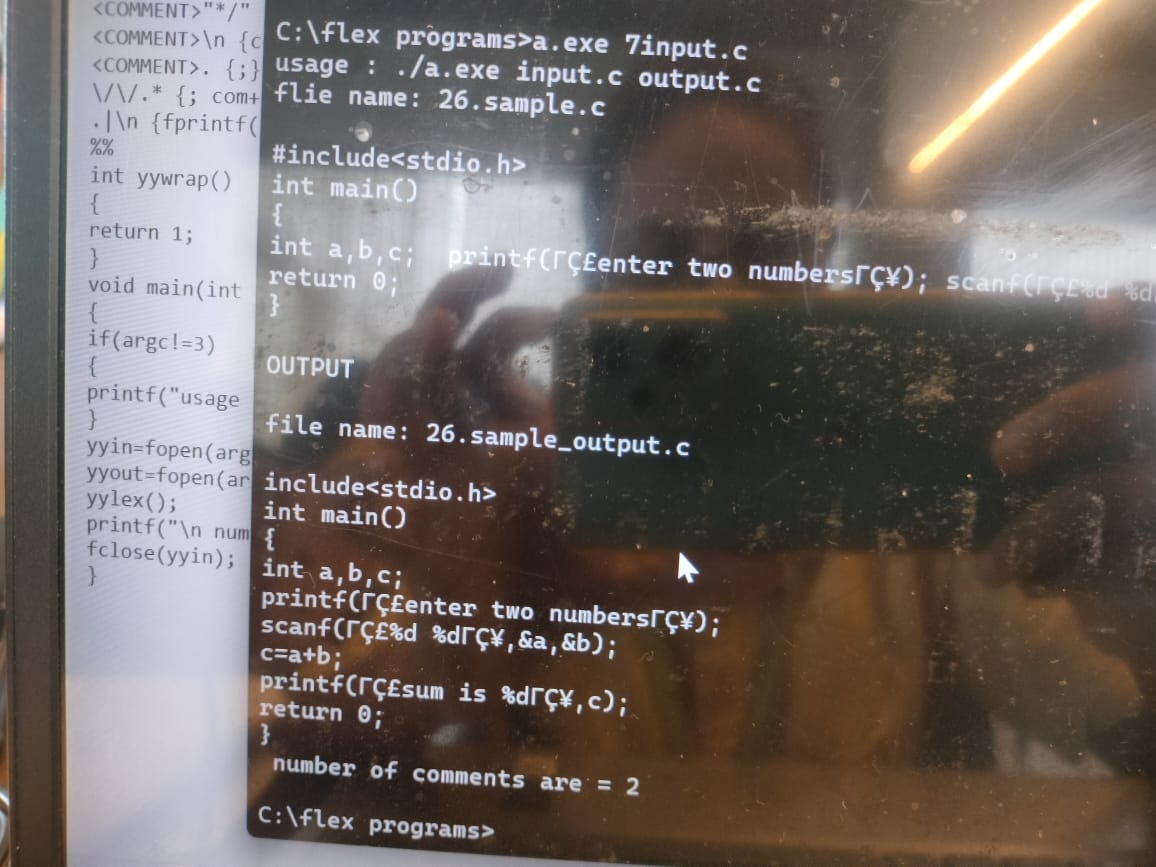 <COMMENT>"*/"
<COMMENT>\n {c
<COMMENT>. {;}
\/\/.* {; com+
.|\n {fprintf(
%%
int yywrap()
{
return 1;
}
void main(int
{
if(argc!=3)
{
printf("usage
}
yyin=fopen(arg
yyout=fopen(ar
yylex();
printf("\n num
fclose(yyin);
}
C:\flex programs>a.exe 7input.c
usage : ./a.exe input.c output.c
flie name: 26.sample.c
#include<stdio.h>
int main()
{
int a,b,c;  printf(ΓÇ£enter two numbersΓÇ¥); scanf(ΓÇ£%d %d
return 0;
}
OUTPUT
file name: 26.sample_output.c
include<stdio.h>
int main()
{
int a,b,c;
printf(ΓÇ£enter two numbersΓÇ¥);
scanf(ΓÇ£%d %dΓÇ¥,&a,&b);
c=a+b;
printf(ΓÇ£sum is %dΓÇ¥,c);
return 0;
}
number of comments are = 2
C:\flex programs>